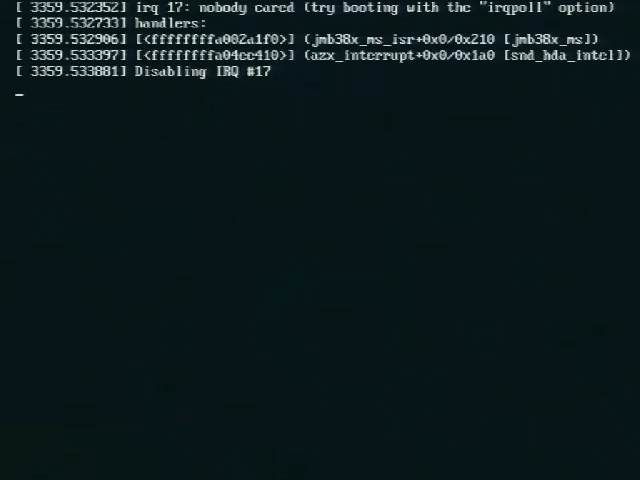 [ 3359.532352] irq 17: nobody cared (try booting with the "irqpoll" option)
[ 3359.532733] handlers:
[ 3359.532906] [<ffffffffa002a1f0>] (jmb38x_ms_isr+0x0/0x210 [jmb38x_ms])
[ 3359.533397] [<ffffffffa04ee410>] (azx_interrupt+0x0/0x1a0 [snd_hda_intel])
[ 3359.533881] Disabling IRQ #17
_